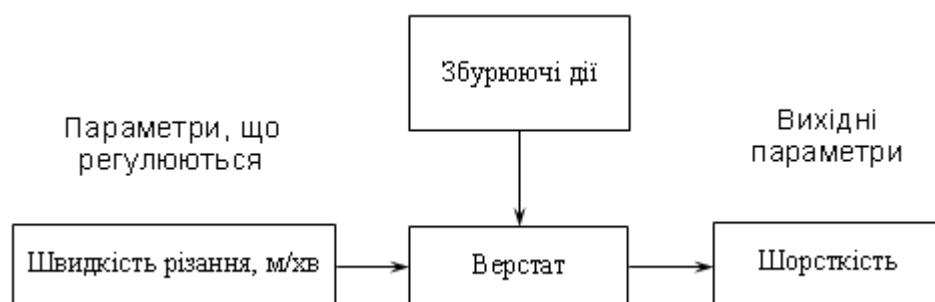 Збурюючі дії
Параметри, що
регулюються
Вихідні
параметри
Швидкість різання, м/хв
Верстат
Шорсткість